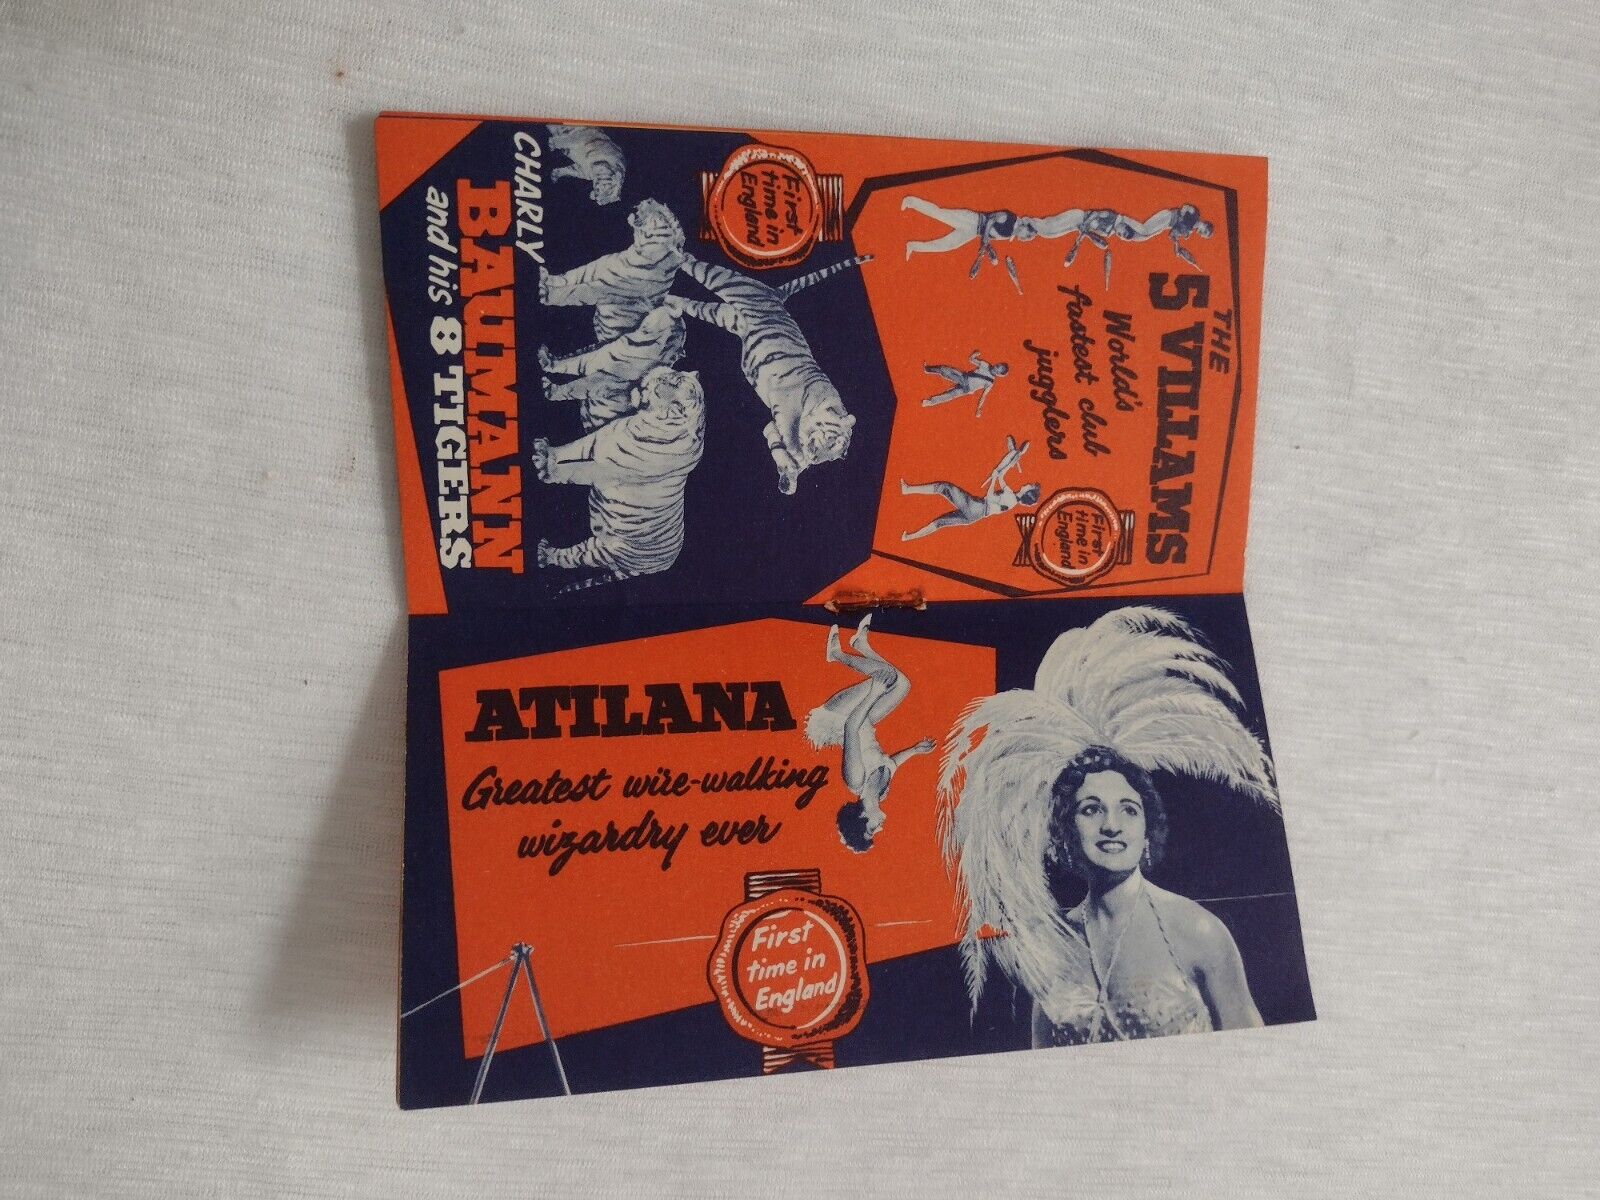 THE
5 VILLAMS
World's
fastest club
jugglers
First
time in
England
First
time in
England
CHARLY
BAUMANN
and his 8 TIGERS
ATILANA
Greatest wire-walking
wizardry ever
First
time in
England